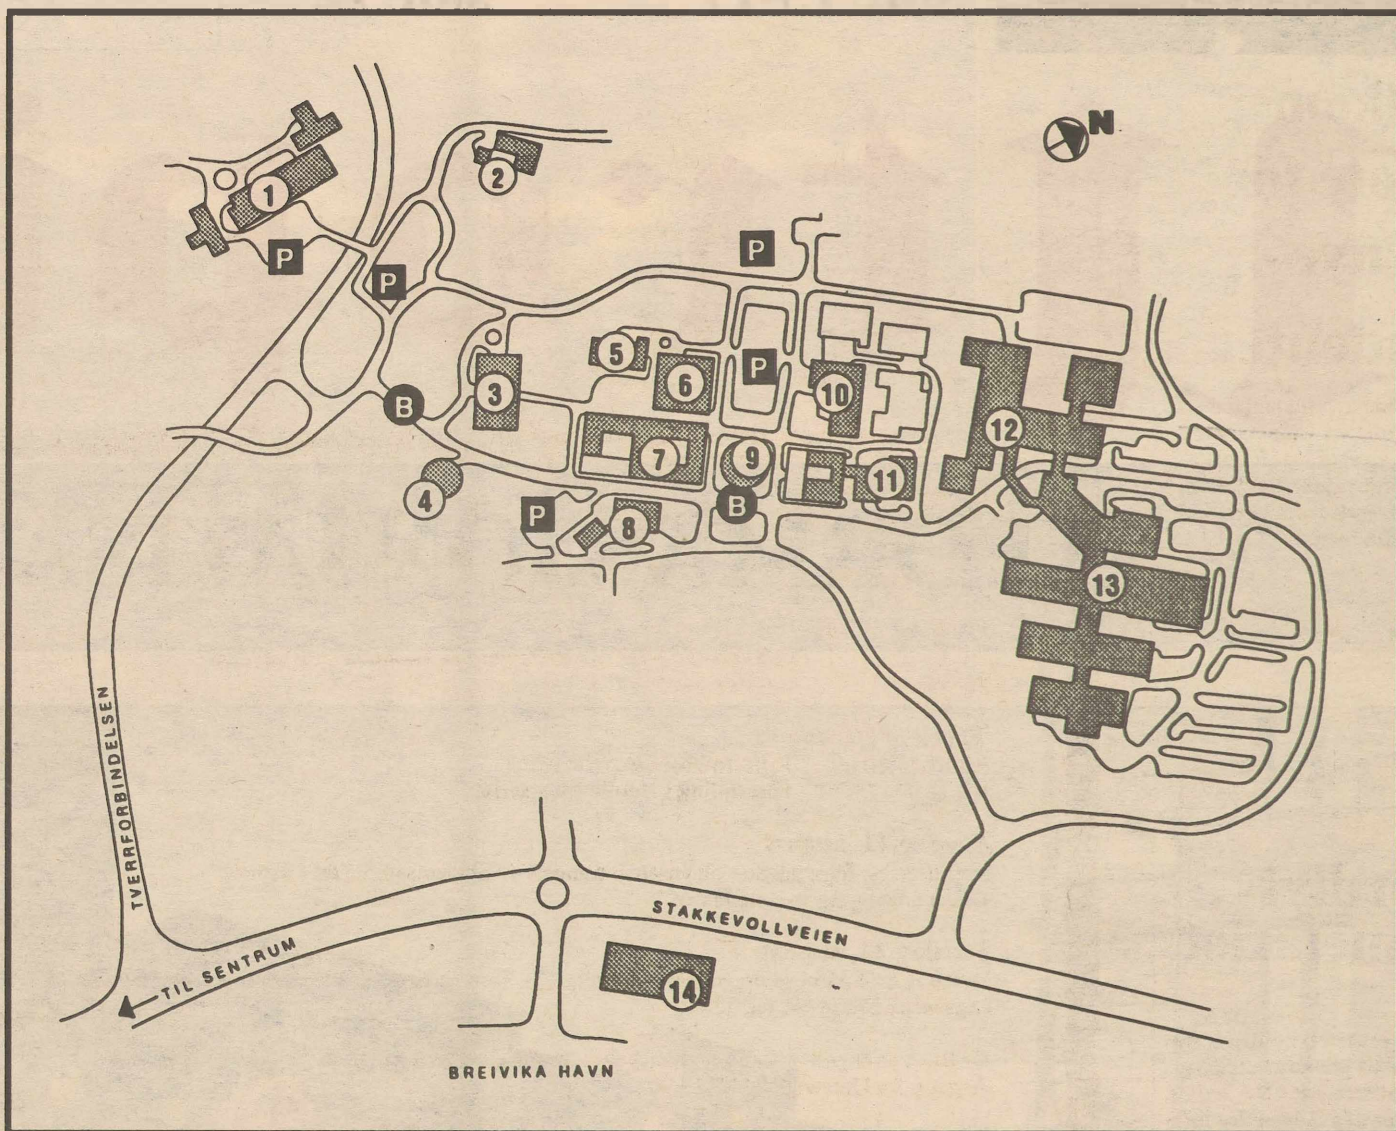 N
1
2
P
P
P
5
3
6
P
10
B
12
7
9
11
4
B
P
8
13
TVERRFORBINDELSEN
STAKKEVOLLVEIEN
TIL SENTRUM
14
BREIVIKA HAVN